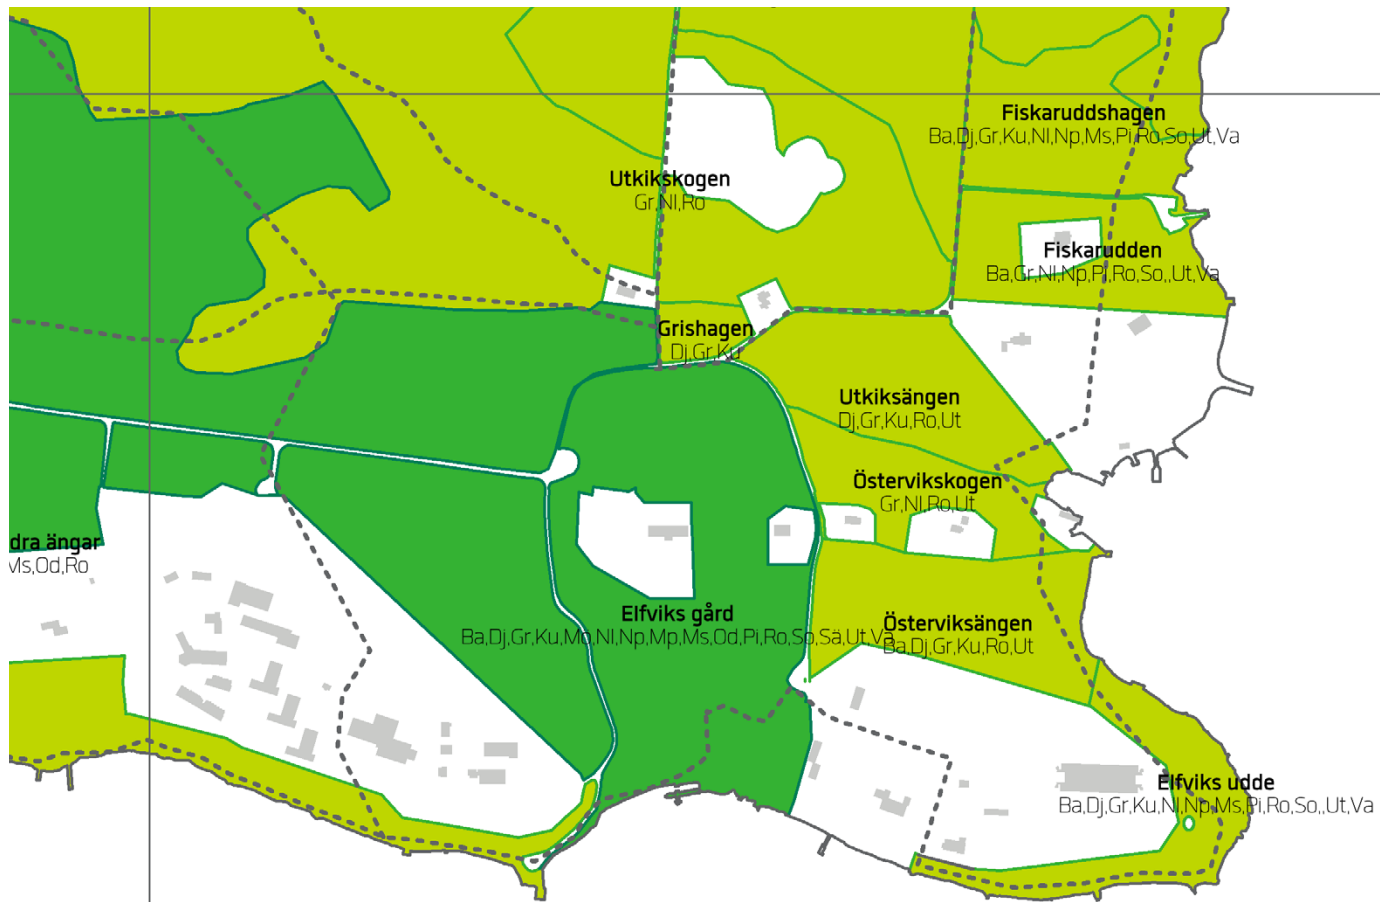 Fiskaruddshagen
Ba,Dj,Gr,Ku,Nl,Np,Ms,Pi,Ro,So,Ut,Va
Utkikskogen
Gr,Nl,Ro
Fiskarudden
Ba,Gr,Nl,Np,Pi,Ro,So,,Ut,Va
Grishagen
Dj,Gr,Ku
Utkiksängen
Dj,Gr,Ku,Ro,Ut
Östervikskogen
Gr,Nl,Ro,Ut
dra ängar
Ms,Od,Ro
Elfviks gård
Ba,Dj,Gr,Ku,Mo,Nl,Np,Mp,Ms,Od,Pi,Ro,So,Sä,Ut,Va
Österviksängen
Ba,Dj,Gr,Ku,Ro,Ut
Elfviks udde
Ba,Dj,Gr,Ku,Nl,Np,Ms,Pi,Ro,So,,Ut,Va